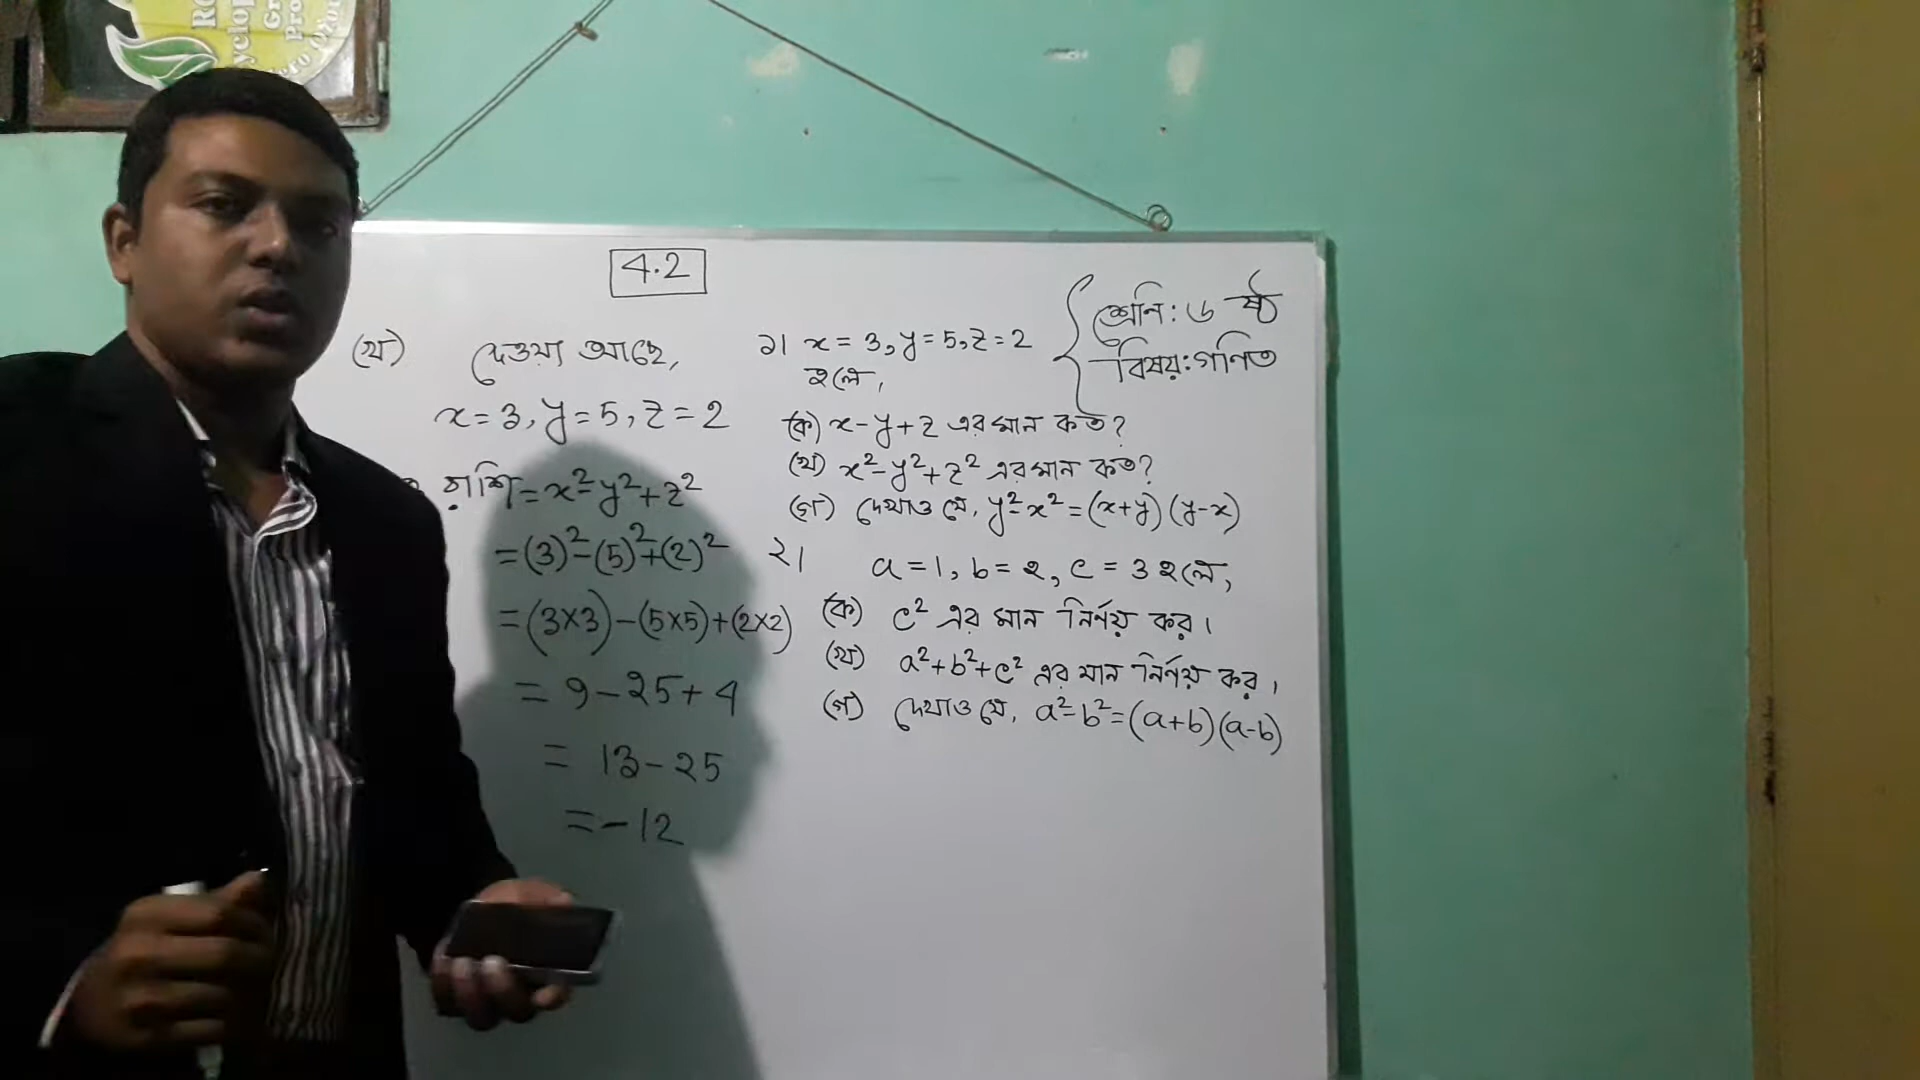 4.2
শ্রেনি: ৬ ষ্ঠ
বিষয়: গনিত
(খ) দেওয়া আছে,
x = 3, y = 5, z = 2
রাশি = x² - y² + z²
= (3)² - (5)² + (2)²
= (3×3) - (5×5) + (2×2)
= 9 - 25 + 4
= 13 - 25
= -12
১। x = 3, y = 5, z = 2
হলে,
(ক) x - y + z এর মান কত?
(খ) x² - y² + z² এর মান কত?
(গ) দেখাও যে, y² - x² = (x+y) (y-x)
২। a = 1, b = 2, c = 3 হলে,
(ক) c² এর মান নির্ণয় কর।
(খ) a² + b² + c² এর মান নির্ণয় কর।
(গ) দেখাও যে, a² - b² = (a+b) (a-b)